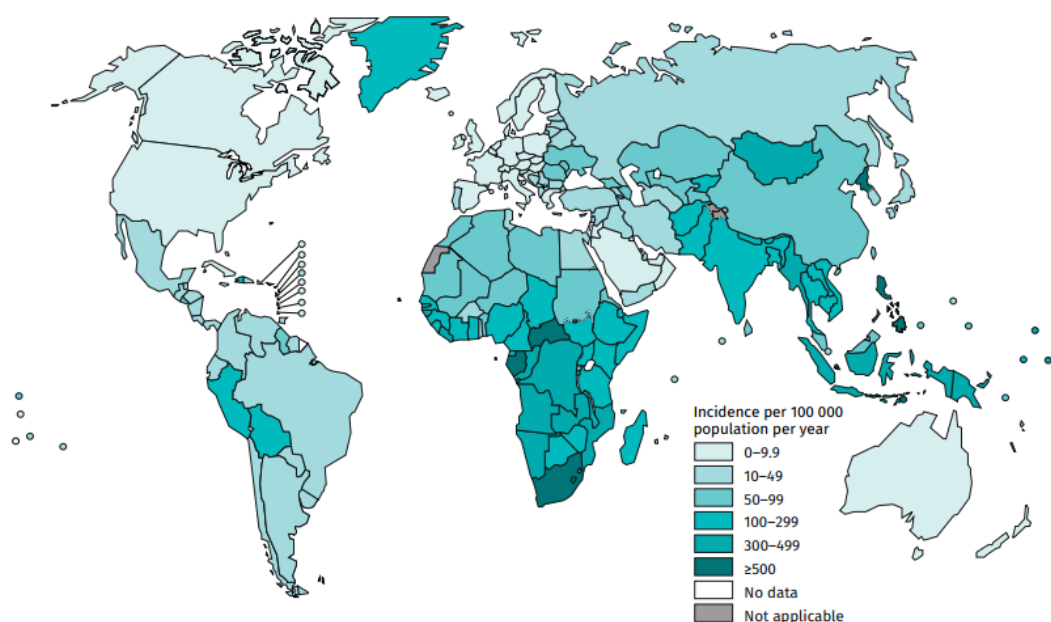 Incidence per 100 000
population per year
0–9.9
10–49
50–99
100–299
300–499
≥500
No data
Not applicable